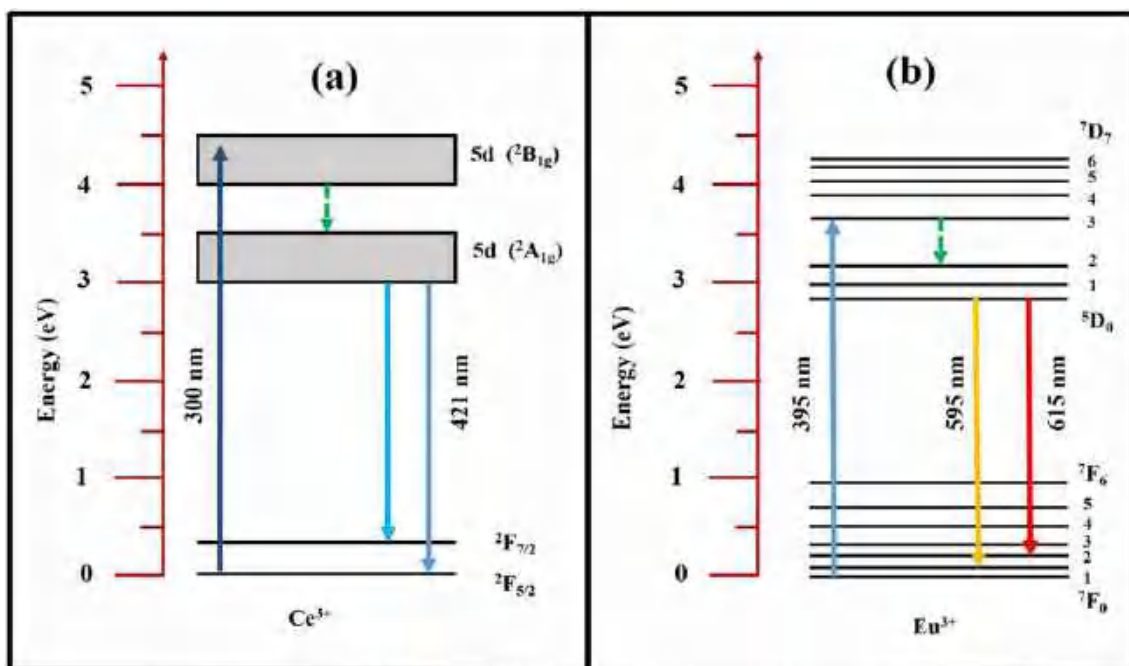 (a)
5
4
3
2
1
0
Energy (eV)
5d (²B₁g)
5d (²A₁g)
300 nm
421 nm
²F₇/₂
²F₅/₂
Ce³⁺
(b)
5
4
3
2
1
0
Energy (eV)
⁷D₇
6
5
4
3
2
1
⁵D₀
395 nm
595 nm
615 nm
⁷F₆
5
4
3
2
1
⁷F₀
Eu³⁺